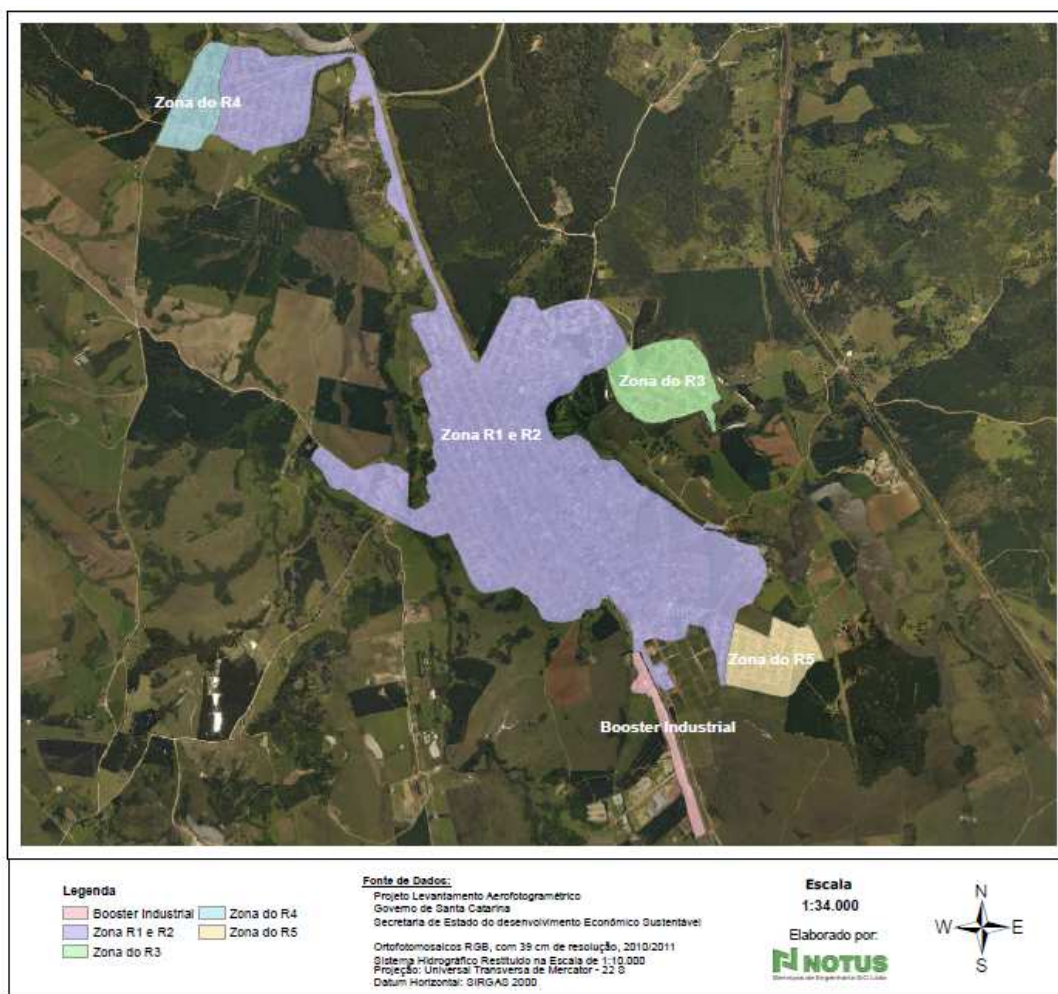 Zona do R4
Zona do R3
Zona R1 e R2
Zona do R5
Booster Industrial
Legenda
Booster Industrial
Zona do R4
Zona R1 e R2
Zona do R5
Zona do R3
Fonte de Dados:
Projeto Levantamento Aerofotogramétrico
Governo de Santa Catarina
Secretaria de Estado do desenvolvimento Econômico Sustentável
Ortofotomosaicos RGB, com 39 cm de resolução, 2010/2011
Sistema Hidrográfico Restituído na Escala de 1:10.000
Projeção: Universal Transversa de Mercator - 22 S
Datum Horizontal: SIRGAS 2000
Escala
1:34.000
Elaborado por:
NOTUS
Serviços de Engenharia S/C Ltda
N
W
E
S